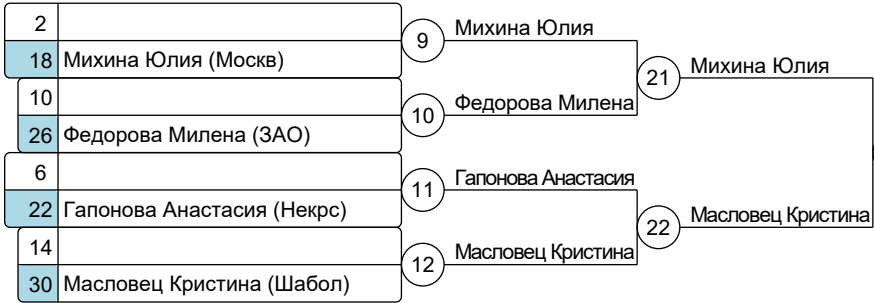 2
9
Михина Юлия
18 Михина Юлия (Москв)
21
Михина Юлия
10
10
Федорова Милена
26 Федорова Милена (ЗАО)
6
11
Гапонова Анастасия
22 Гапонова Анастасия (Некрс)
22
Масловец Кристина
14
12
Масловец Кристина
30 Масловец Кристина (Шабол)